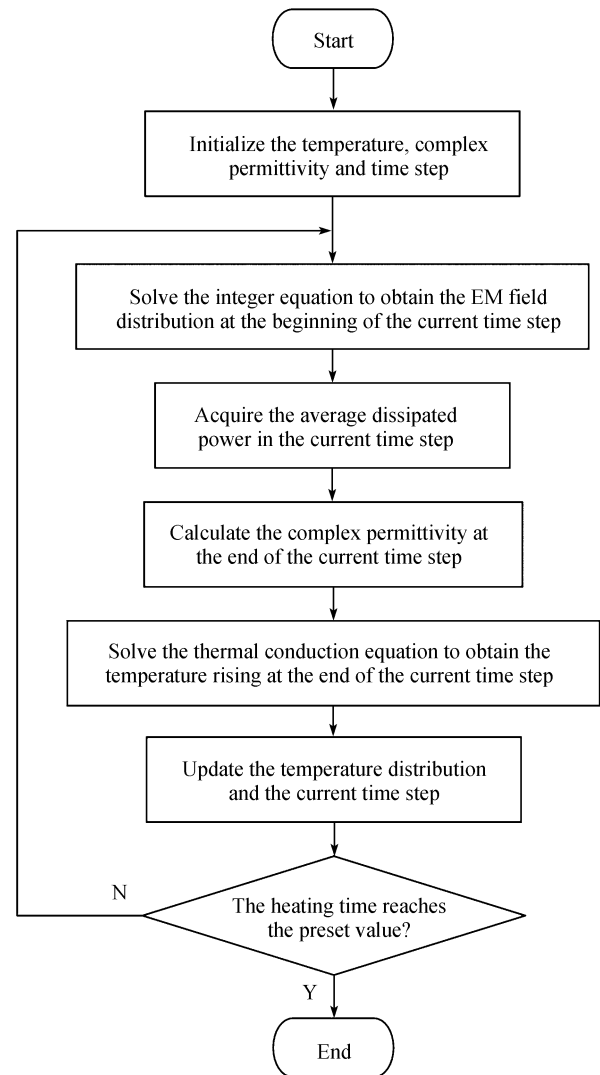 Start
Initialize the temperature, complex
permittivity and time step
Solve the integer equation to obtain the EM field
distribution at the beginning of the current time step
Acquire the average dissipated
power in the current time step
Calculate the complex permittivity at
the end of the current time step
Solve the thermal conduction equation to obtain the
temperature rising at the end of the current time step
Update the temperature distribution
and the current time step
N
The heating time reaches
the preset value?
Y
End